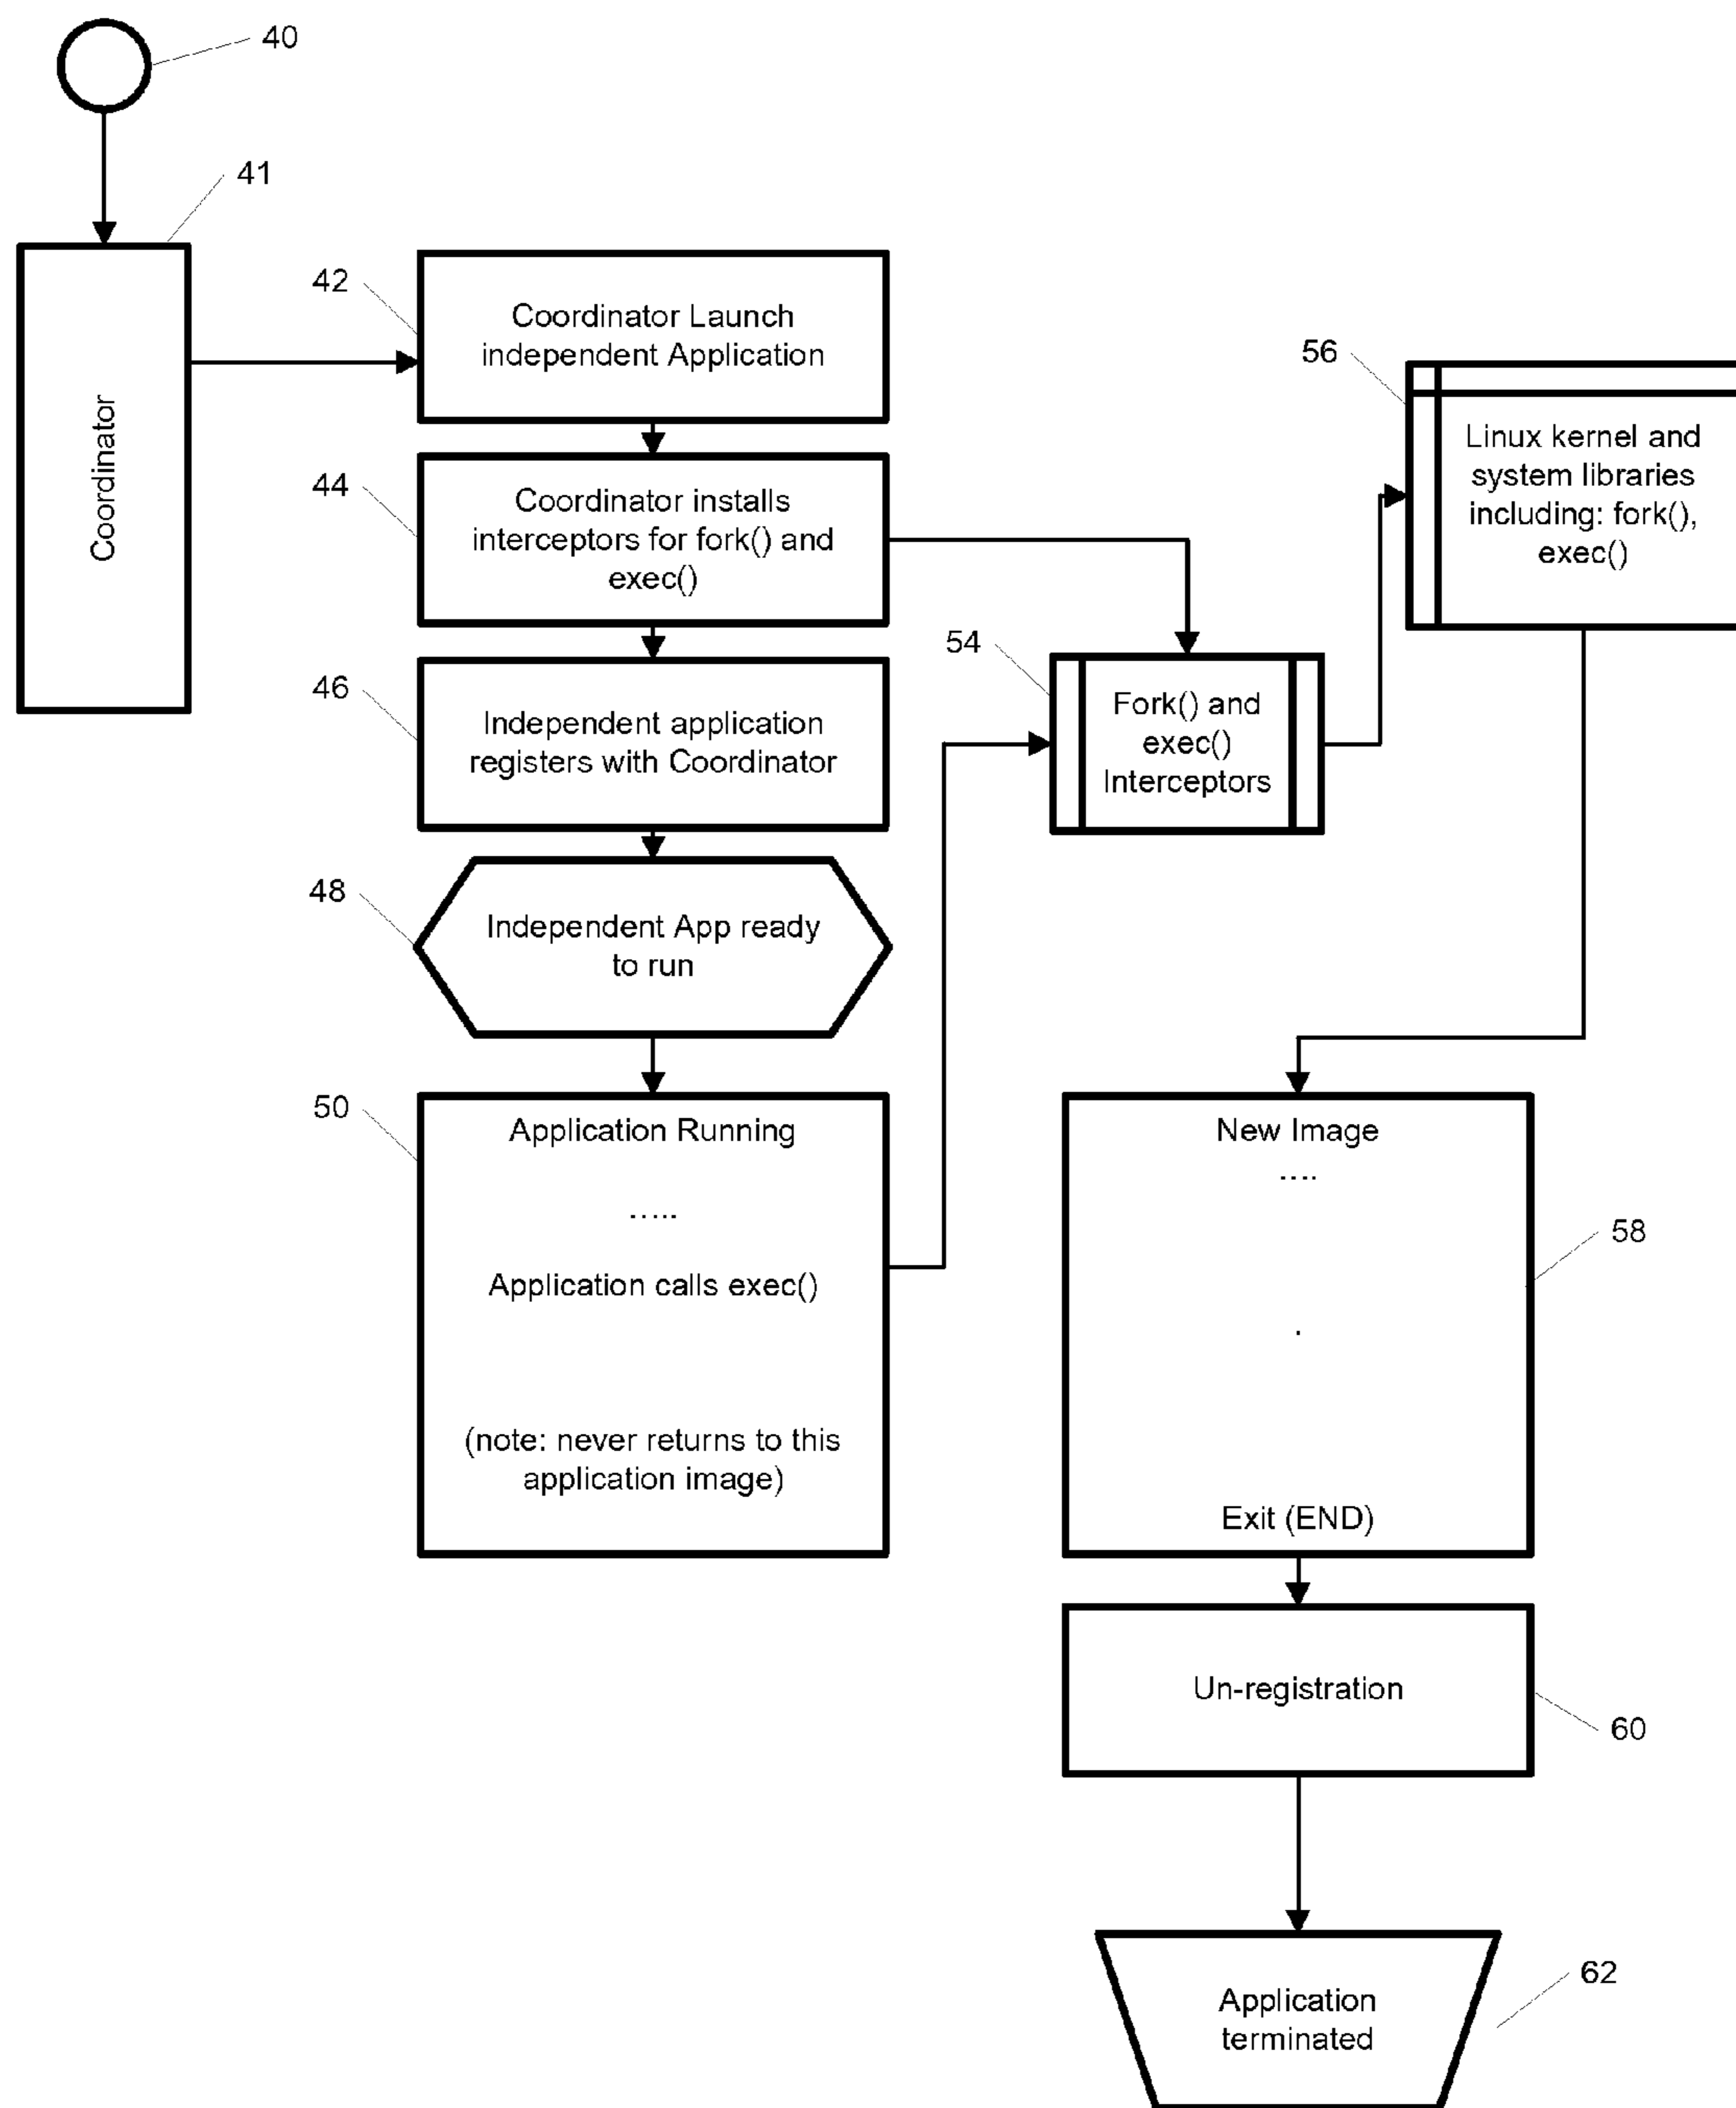 40
41
Coordinator
42
Coordinator Launch
independent Application
44
Coordinator installs
interceptors for fork() and
exec()
46
Independent application
registers with Coordinator
48
Independent App ready
to run
50
Application Running
.....
Application calls exec()
(note: never returns to this
application image)
54
Fork() and
exec()
Interceptors
56
Linux kernel and
system libraries
including: fork(),
exec()
58
New Image
....
.
Exit (END)
60
Un-registration
62
Application
terminated